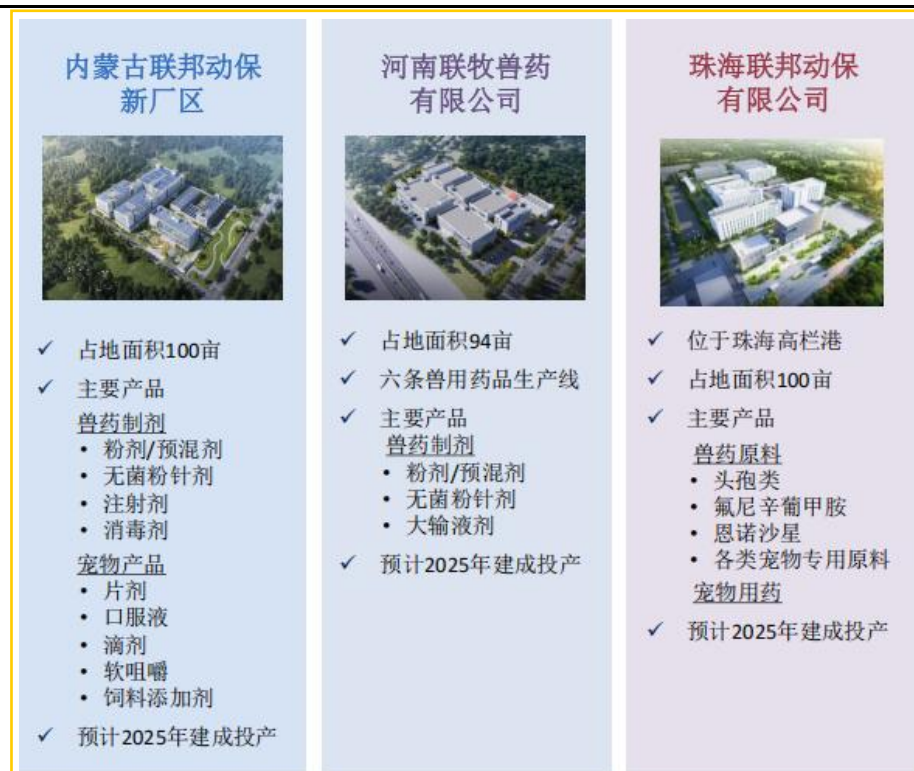 内蒙古联邦动保
新厂区
✓ 占地面积100亩
✓ 主要产品
兽药制剂
• 粉剂/预混剂
• 无菌粉针剂
• 注射剂
• 消毒剂
宠物产品
• 片剂
• 口服液
• 滴剂
• 软咀嚼
• 饲料添加剂
✓ 预计2025年建成投产
河南联牧兽药
有限公司
✓ 占地面积94亩
✓ 六条兽用药品生产线
✓ 主要产品
兽药制剂
• 粉剂/预混剂
• 无菌粉针剂
• 大输液剂
✓ 预计2025年建成投产
珠海联邦动保
有限公司
✓ 位于珠海高栏港
✓ 占地面积100亩
✓ 主要产品
兽药原料
• 头孢类
• 氟尼辛葡甲胺
• 恩诺沙星
• 各类宠物专用原料
宠物用药
✓ 预计2025年建成投产